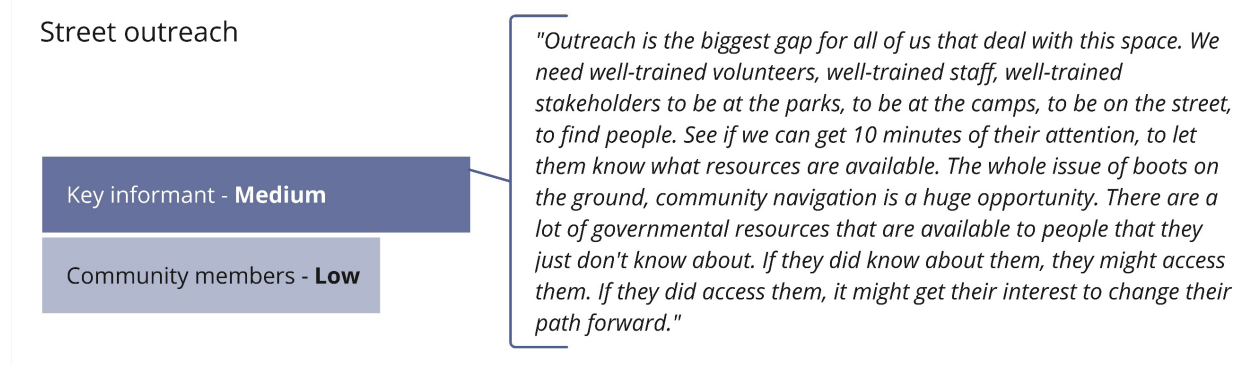 Street outreach
Key informant - Medium
Community members - Low
"Outreach is the biggest gap for all of us that deal with this space. We
need well-trained volunteers, well-trained staff, well-trained
stakeholders to be at the parks, to be at the camps, to be on the street,
to find people. See if we can get 10 minutes of their attention, to let
them know what resources are available. The whole issue of boots on
the ground, community navigation is a huge opportunity. There are a
lot of governmental resources that are available to people that they
just don't know about. If they did know about them, they might access
them. If they did access them, it might get their interest to change their
path forward."